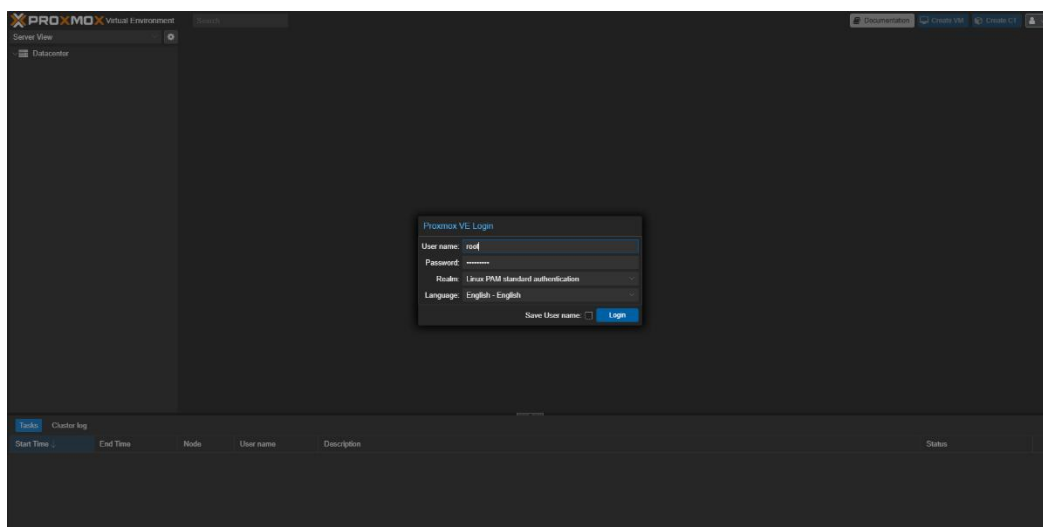 PROXMOX Virtual Environment Search Documentation Create VM Create CT
Server View
Datacenter
Proxmox VE Login
User name: root
Password: ·········
Realm: Linux PAM standard authentication
Language: English - English
Save User name: Login
Tasks Cluster log
Start Time End Time Node User name Description Status